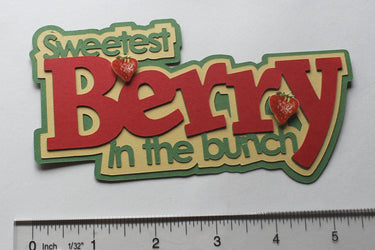 Sweetest
Berry
in the bunch
0 Inch 1/32" 1 2 3 4 5